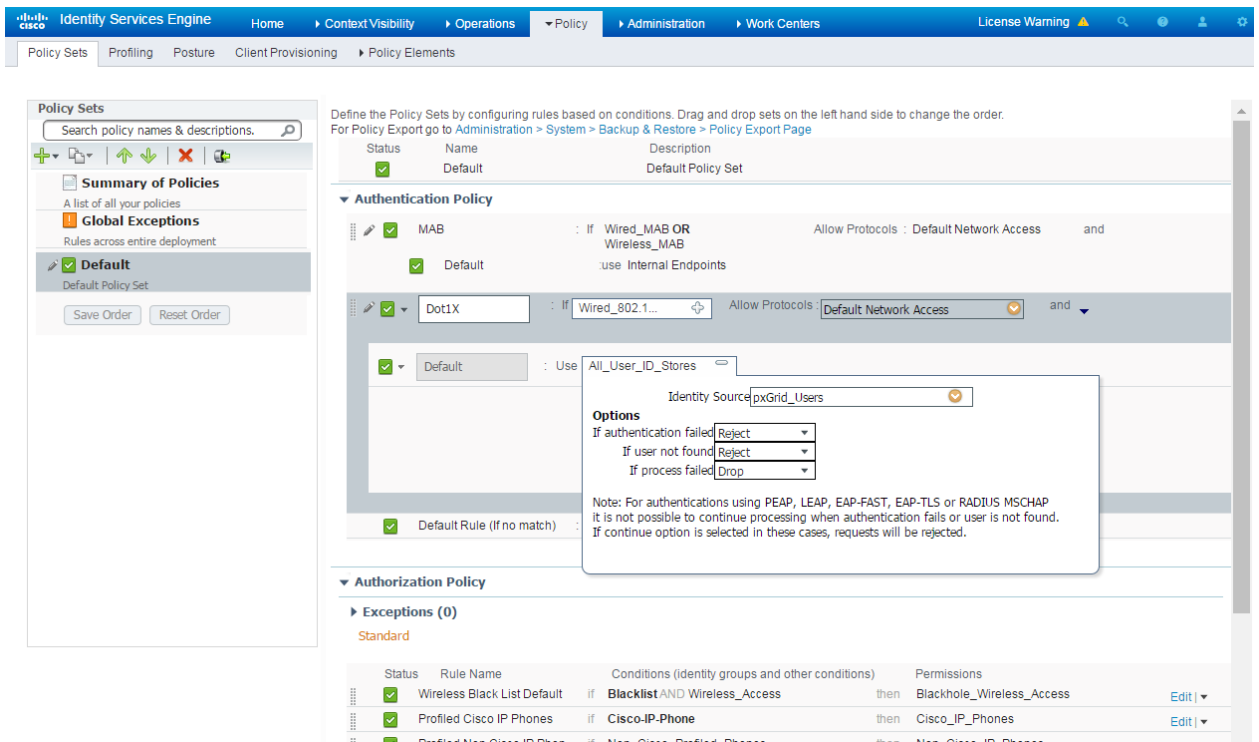 cisco Identity Services Engine Home Context Visibility Operations Policy Administration Work Centers License Warning
Policy Sets Profiling Posture Client Provisioning Policy Elements
Policy Sets
Search policy names & descriptions.
Summary of Policies
A list of all your policies
Global Exceptions
Rules across entire deployment
Default
Default Policy Set
Save Order Reset Order
Define the Policy Sets by configuring rules based on conditions. Drag and drop sets on the left hand side to change the order.
For Policy Export go to Administration > System > Backup & Restore > Policy Export Page
Status Name Description
Default Default Policy Set
Authentication Policy
MAB : If Wired_MAB OR Allow Protocols : Default Network Access and
Wireless_MAB
Default :use Internal Endpoints
Dot1X : If Wired_802.1... Allow Protocols : Default Network Access and
Default : Use All_User_ID_Stores
Identity Source pxGrid_Users
Options
If authentication failed Reject
If user not found Reject
If process failed Drop
Note: For authentications using PEAP, LEAP, EAP-FAST, EAP-TLS or RADIUS MSCHAP
it is not possible to continue processing when authentication fails or user is not found.
If continue option is selected in these cases, requests will be rejected.
Default Rule (If no match) :
Authorization Policy
Exceptions (0)
Standard
Status Rule Name Conditions (identity groups and other conditions) Permissions
Wireless Black List Default if Blacklist AND Wireless_Access then Blackhole_Wireless_Access Edit |
Profiled Cisco IP Phones if Cisco-IP-Phone then Cisco_IP_Phones Edit |